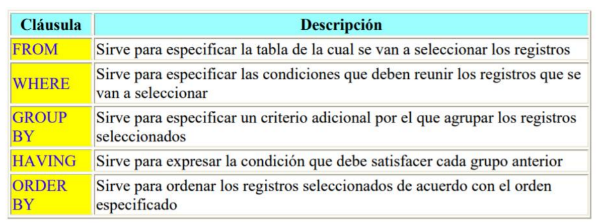 Cláusula Descripción
FROM Sirve para especificar la tabla de la cual se van a seleccionar los registros
WHERE Sirve para especificar las condiciones que deben reunir los registros que se
van a seleccionar
GROUP BY Sirve para especificar un criterio adicional por el que agrupar los registros
seleccionados
HAVING Sirve para expresar la condición que debe satisfacer cada grupo anterior
ORDER BY Sirve para ordenar los registros seleccionados de acuerdo con el orden
especificado